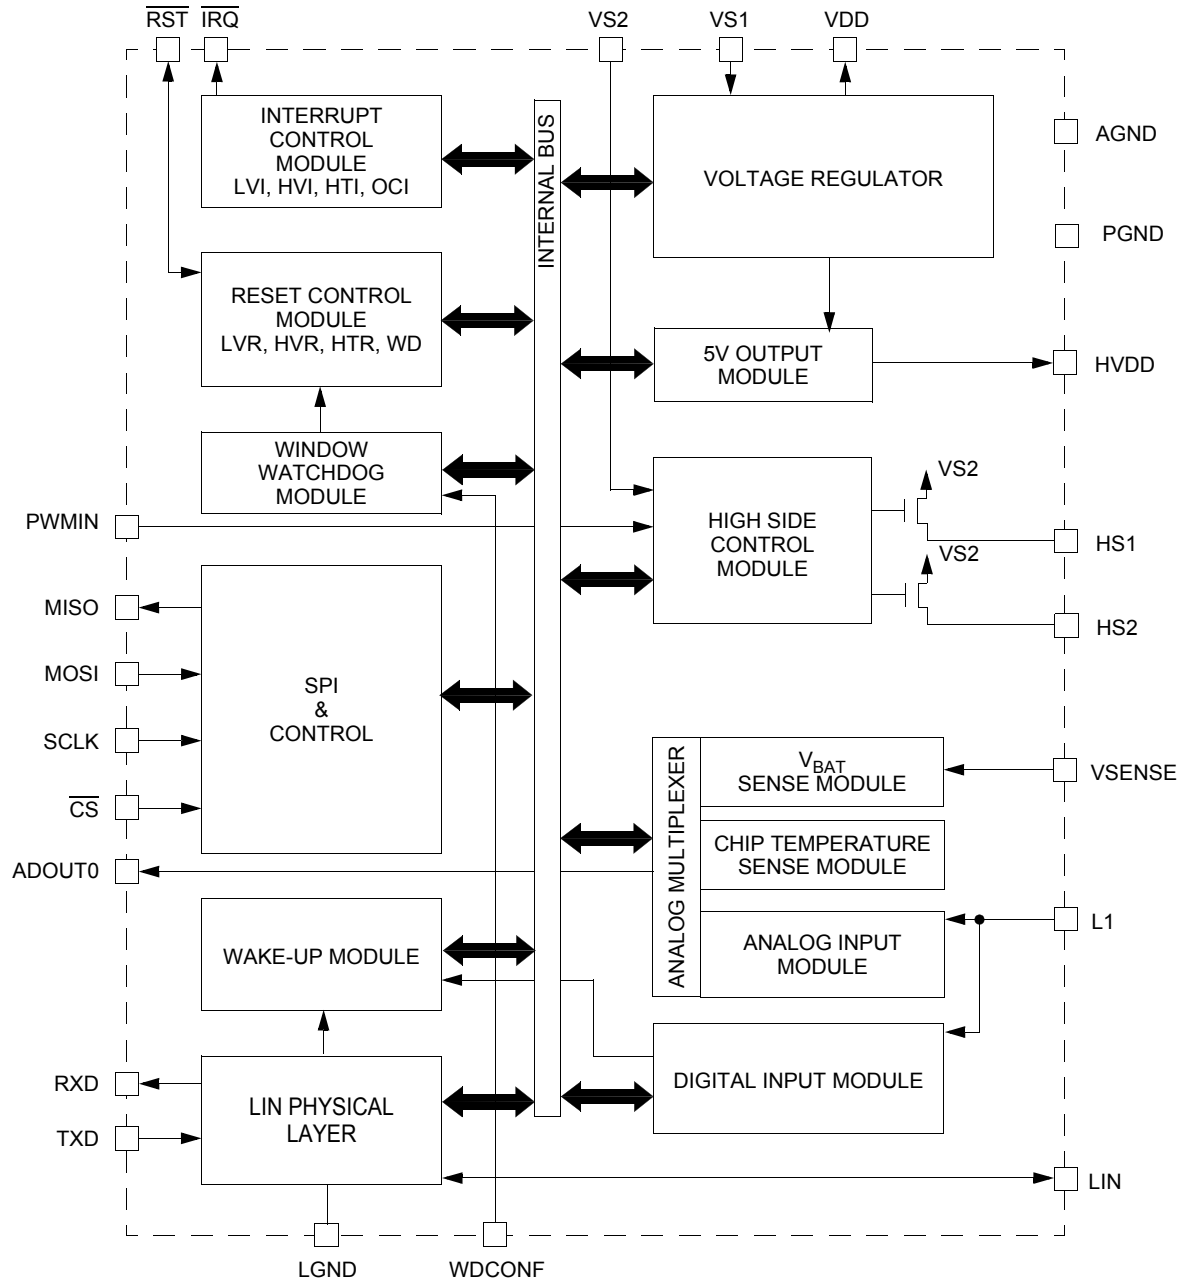 RST IRQ VS2 VS1 VDD
INTERRUPT
CONTROL
MODULE
LVI, HVI, HTI, OCI
INTERNAL BUS
VOLTAGE REGULATOR
AGND
PGND
RESET CONTROL
MODULE
LVR, HVR, HTR, WD
5V OUTPUT
MODULE
HVDD
WINDOW
WATCHDOG
MODULE
PWMIN
HIGH SIDE
CONTROL
MODULE
VS2
HS1
VS2
HS2
MISO
MOSI
SCLK
CS
SPI
&
CONTROL
ANALOG MULTIPLEXER
VBAT
SENSE MODULE
VSENSE
CHIP TEMPERATURE
SENSE MODULE
ADOUT0
WAKE-UP MODULE
ANALOG INPUT
MODULE
L1
DIGITAL INPUT MODULE
RXD
TXD
LIN PHYSICAL
LAYER
LIN
LGND WDCONF